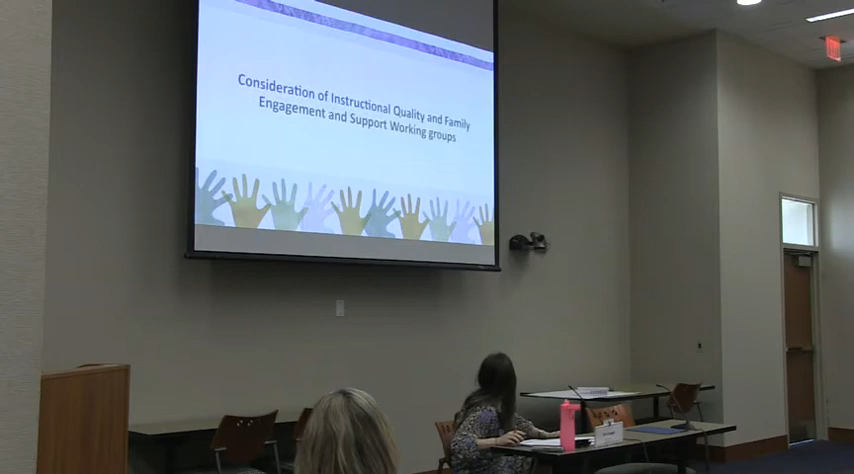 Consideration of Instructional Quality and Family
Engagement and Support Working groups